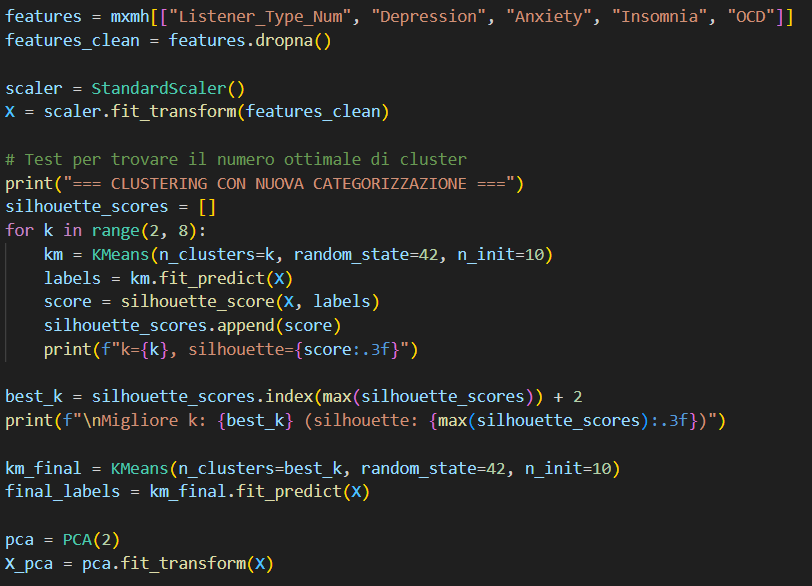 features = mxmh[["Listener_Type_Num", "Depression", "Anxiety", "Insomnia", "OCD"]]
features_clean = features.dropna()

scaler = StandardScaler()
X = scaler.fit_transform(features_clean)

# Test per trovare il numero ottimale di cluster
print("=== CLUSTERING CON NUOVA CATEGORIZZAZIONE ===")
silhouette_scores = []
for k in range(2, 8):
    km = KMeans(n_clusters=k, random_state=42, n_init=10)
    labels = km.fit_predict(X)
    score = silhouette_score(X, labels)
    silhouette_scores.append(score)
    print(f"k={k}, silhouette={score:.3f}")

best_k = silhouette_scores.index(max(silhouette_scores)) + 2
print(f"\nMigliore k: {best_k} (silhouette: {max(silhouette_scores):.3f})")

km_final = KMeans(n_clusters=best_k, random_state=42, n_init=10)
final_labels = km_final.fit_predict(X)

pca = PCA(2)
X_pca = pca.fit_transform(X)